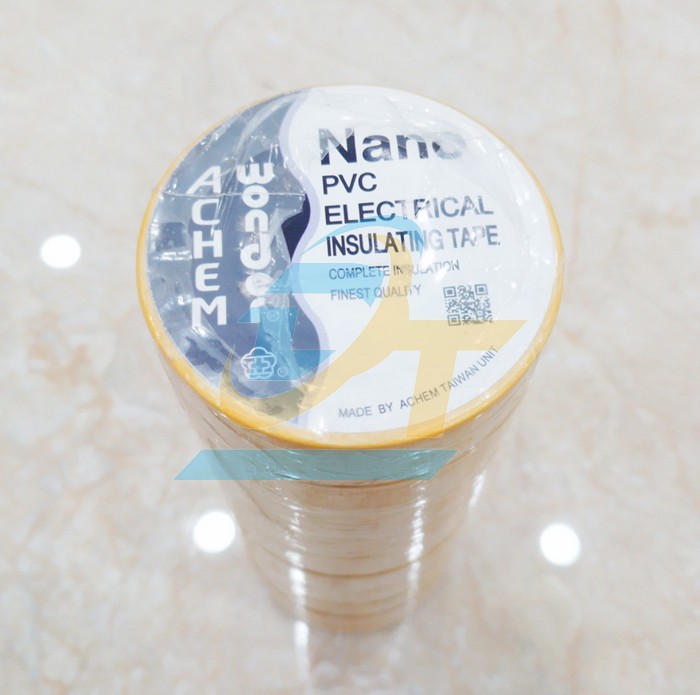 ACHEM
wonder
Nano
PVC
ELECTRICAL
INSULATING TAPE.
COMPLETE INSULATION
FINEST QUALITY
MADE BY ACHEM TAIWAN UNIT